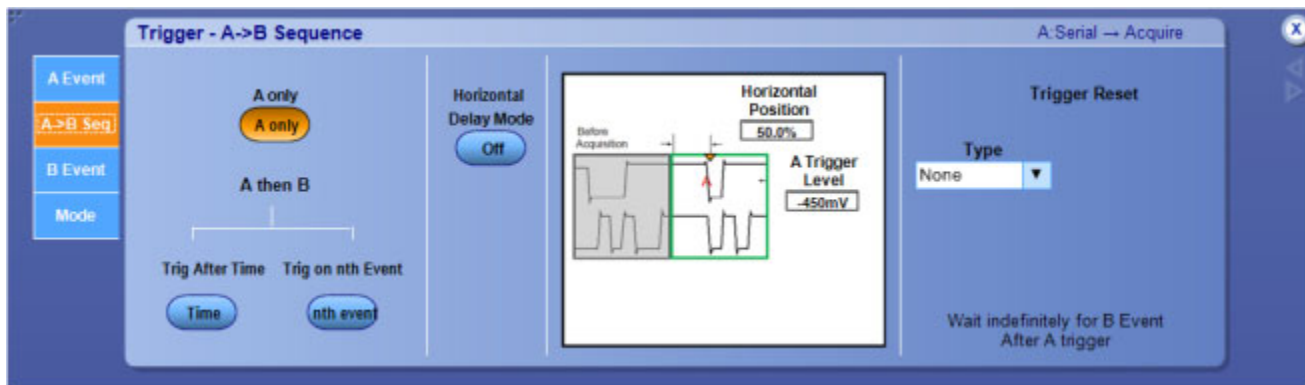 Trigger - A->B Sequence
A:Serial → Acquire
X
A Event
A->B Seq
B Event
Mode
A only
A only
A then B
Trig After Time
Trig on nth Event
Time
nth event
Horizontal
Delay Mode
Off
Horizontal
Position
50.0%
Before
Acquisition
A
A Trigger
Level
-450mV
Trigger Reset
Type
None
Wait indefinitely for B Event
After A trigger